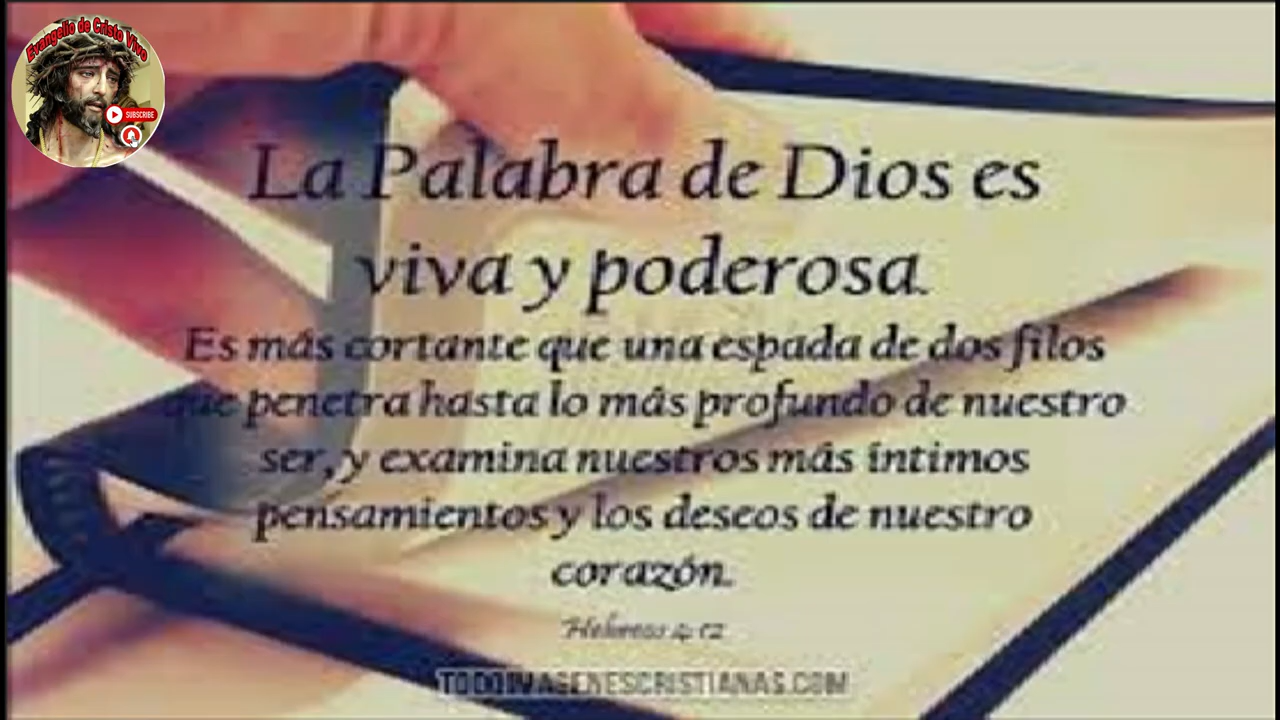 Evangelio de Cristo Vivo
SUBSCRIBE
La Palabra de Dios es
viva y poderosa.
Es más cortante que una espada de dos filos
que penetra hasta lo más profundo de nuestro
ser, y examina nuestros más íntimos
pensamientos y los deseos de nuestro
corazón.
Hebreos 4:12
TODOIMAGENESCRISTIANAS.COM